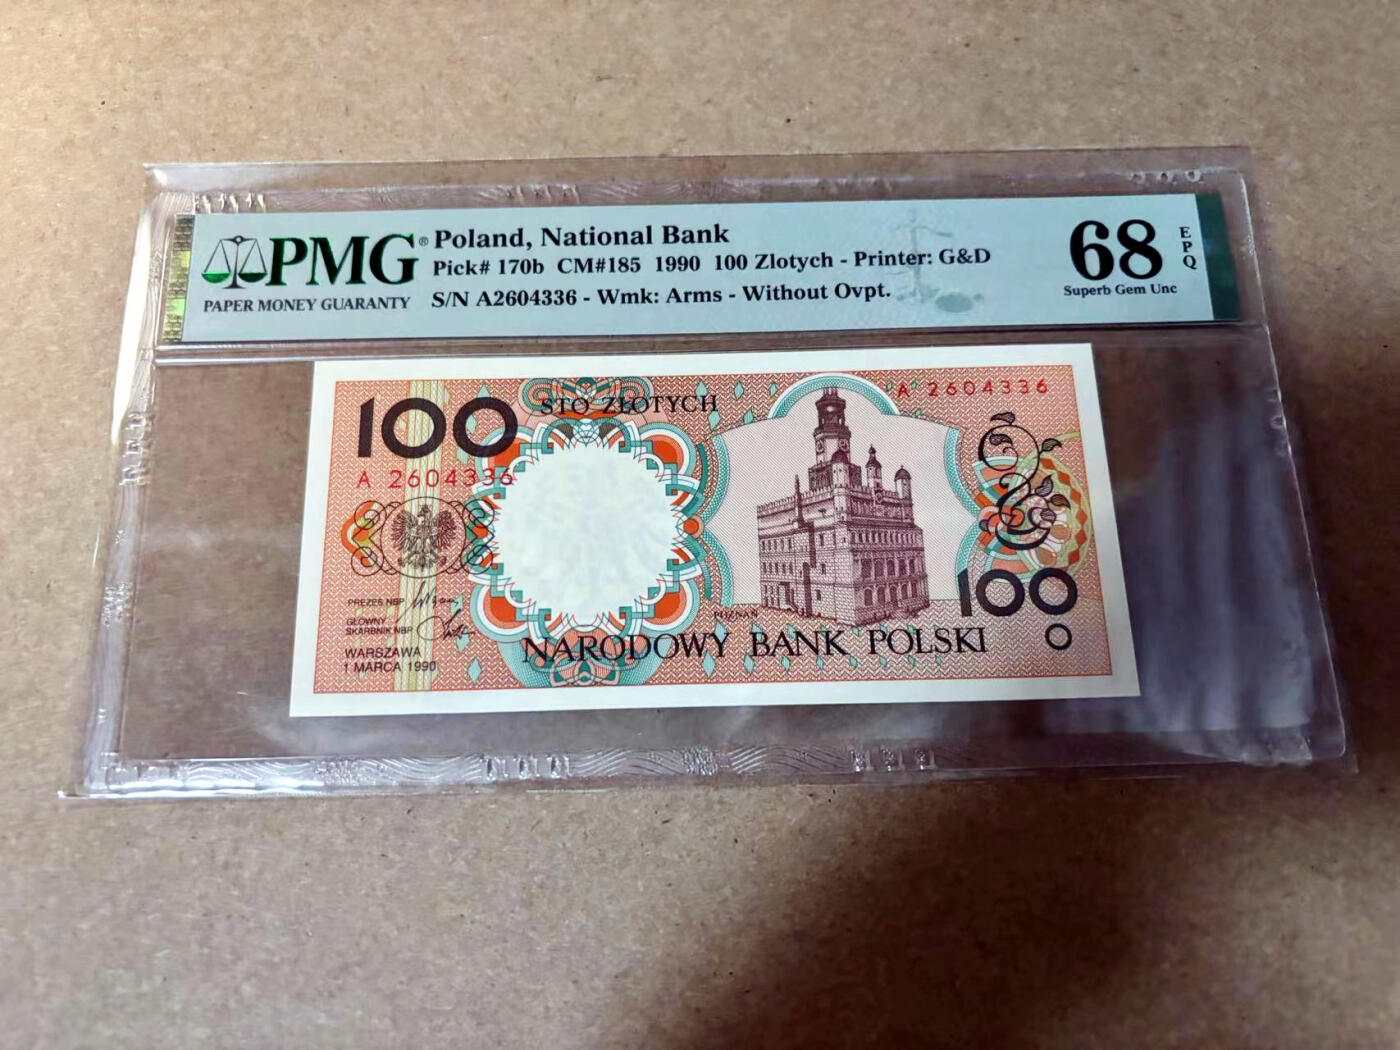 PMG®
PAPER MONEY GUARANTY
Poland, National Bank
Pick# 170b CM#185 1990 100 Zlotych - Printer: G&D
S/N A2604336 - Wmk: Arms - Without Ovpt.
68
EPQ
Superb Gem Unc
100
STO ZŁOTYCH
A 2604336
A 2604336
PREZES NBP
GŁÓWNY
SKARBNIK NBP
WARSZAWA
1 MARCA 1990
POZNAŃ
100
NARODOWY BANK POLSKI